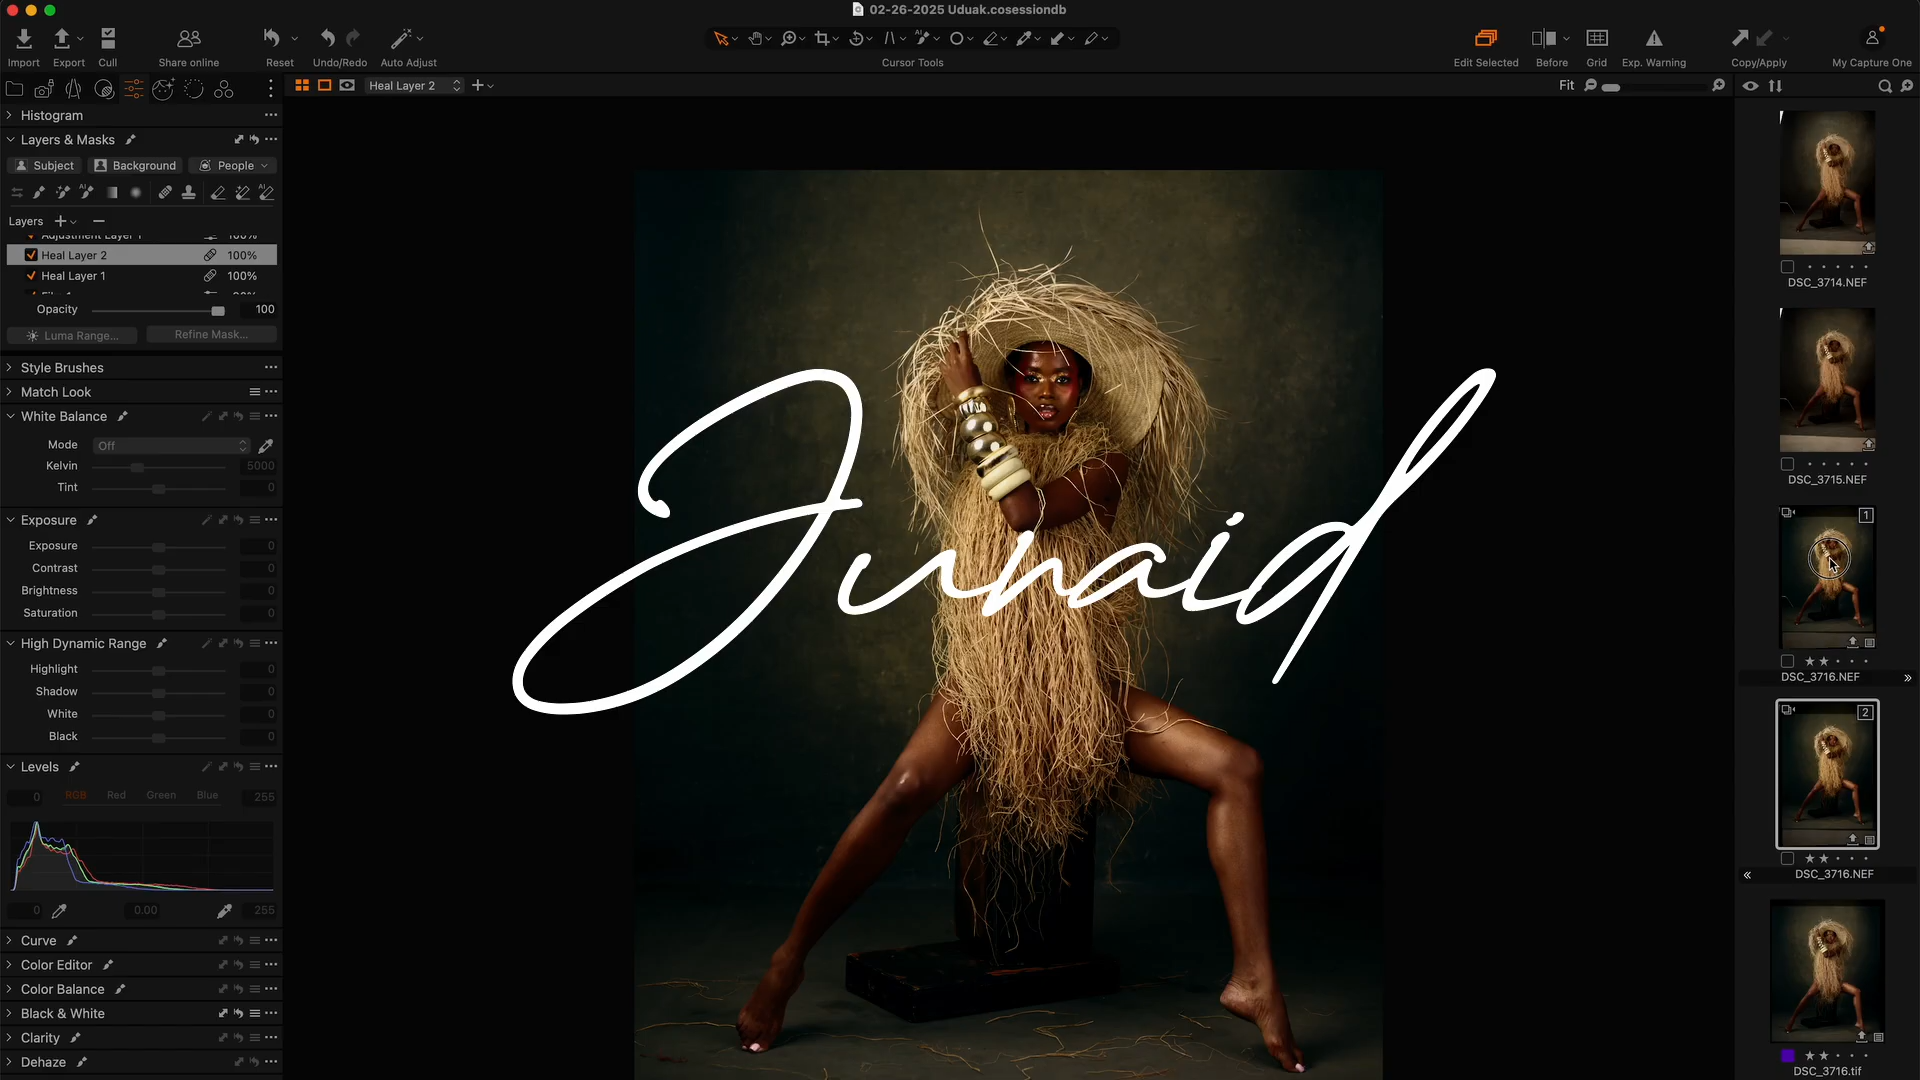 02-26-2025 Uduak.cosessiondb
Import Export Cull Share online Reset Undo/Redo Auto Adjust Cursor Tools Edit Selected Before Grid Exp. Warning Copy/Apply My Capture One
Heal Layer 2 Fit
Histogram
Layers & Masks
Subject Background People
AI AI
Layers
Adjustment Layer 1 100%
Heal Layer 2 100%
Heal Layer 1 100%
Opacity 100
Luma Range... Refine Mask...
Style Brushes
Match Look
White Balance
Mode Off
Kelvin 5000
Tint 0
Exposure
Exposure 0
Contrast 0
Brightness 0
Saturation 0
High Dynamic Range
Highlight 0
Shadow 0
White 0
Black 0
Levels
0 RGB Red Green Blue 255
0 0.00 255
Curve
Color Editor
Color Balance
Black & White
Clarity
Dehaze
Junaid
DSC_3714.NEF
DSC_3715.NEF
1
DSC_3716.NEF
2
DSC_3716.NEF
DSC_3716.tif